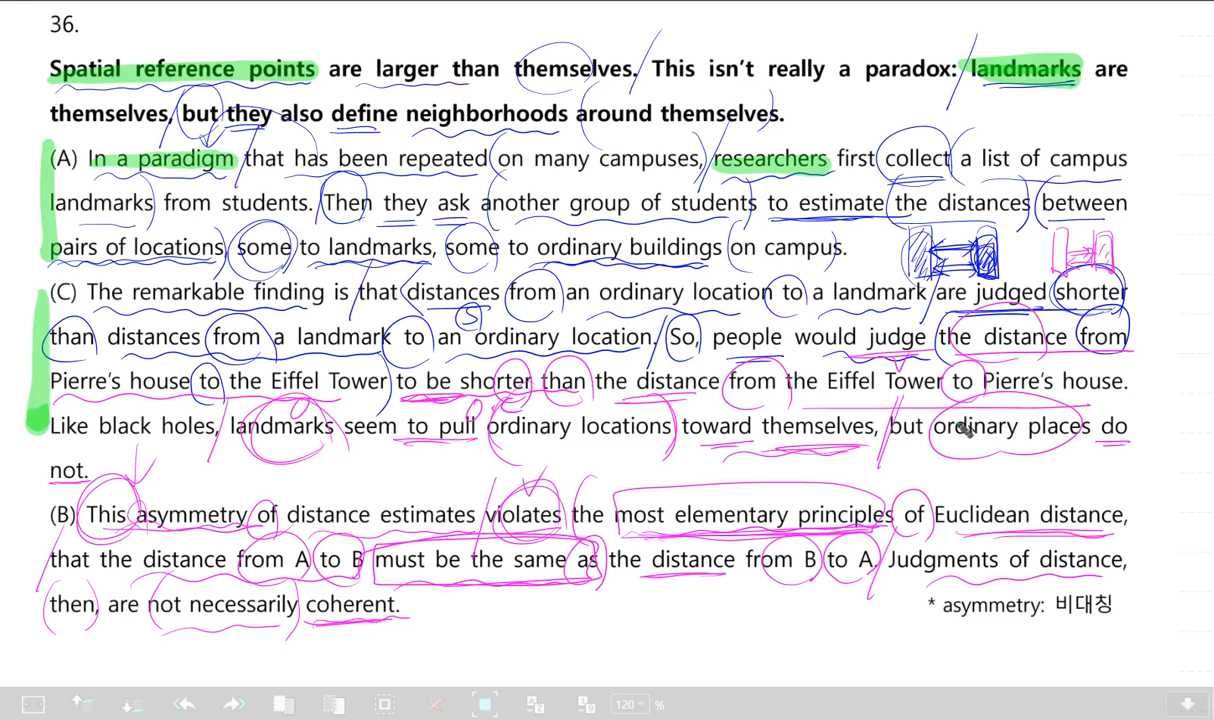 36.
Spatial reference points are larger than themselves. This isn't really a paradox: landmarks are
themselves, but they also define neighborhoods around themselves.
(A) In a paradigm that has been repeated on many campuses, researchers first collect a list of campus
landmarks from students. Then they ask another group of students to estimate the distances between
pairs of locations, some to landmarks, some to ordinary buildings on campus.
(C) The remarkable finding is that distances from an ordinary location to a landmark are judged shorter
than distances from a landmark to an ordinary location. So, people would judge the distance from
Pierre's house to the Eiffel Tower to be shorter than the distance from the Eiffel Tower to Pierre's house.
Like black holes, landmarks seem to pull ordinary locations toward themselves, but ordinary places do
not.
(B) This asymmetry of distance estimates violates the most elementary principles of Euclidean distance,
that the distance from A to B must be the same as the distance from B to A. Judgments of distance,
then, are not necessarily coherent.
* asymmetry: 비대칭
120 %